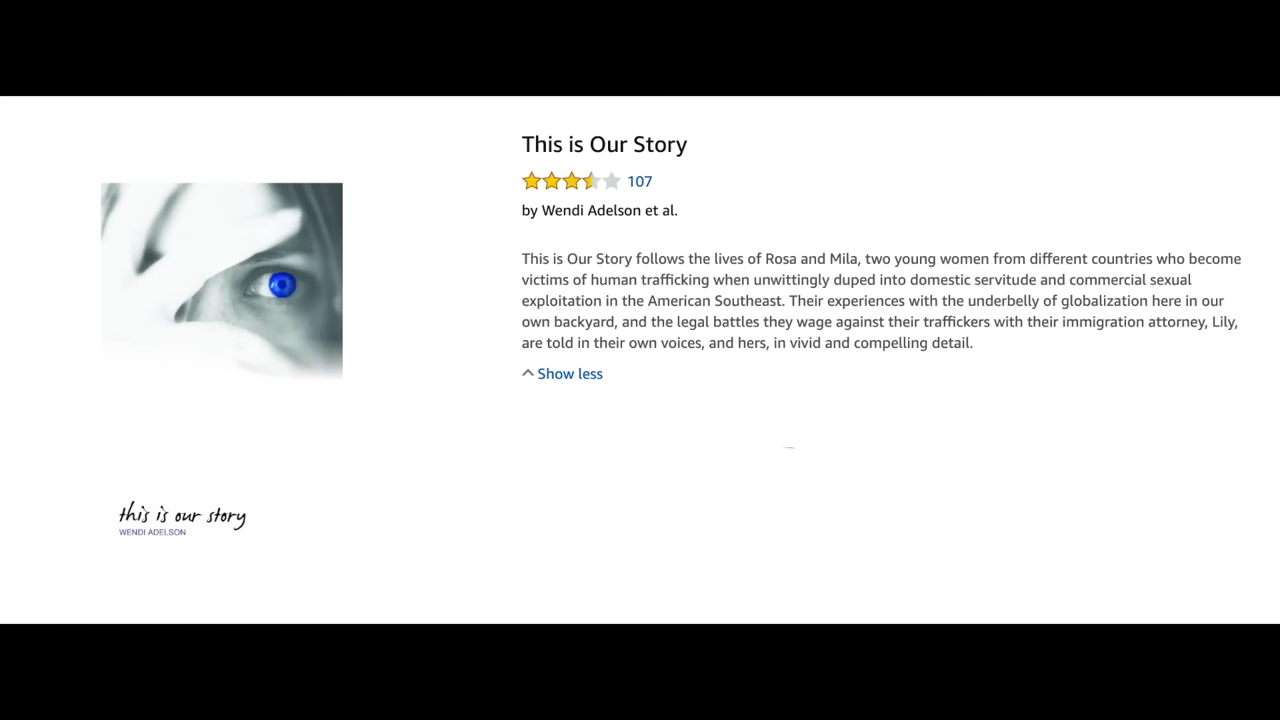 This is Our Story
107
by Wendi Adelson et al.
This is Our Story follows the lives of Rosa and Mila, two young women from different countries who become
victims of human trafficking when unwittingly duped into domestic servitude and commercial sexual
exploitation in the American Southeast. Their experiences with the underbelly of globalization here in our
own backyard, and the legal battles they wage against their traffickers with their immigration attorney, Lily,
are told in their own voices, and hers, in vivid and compelling detail.
Show less
this is our story
WENDI ADELSON